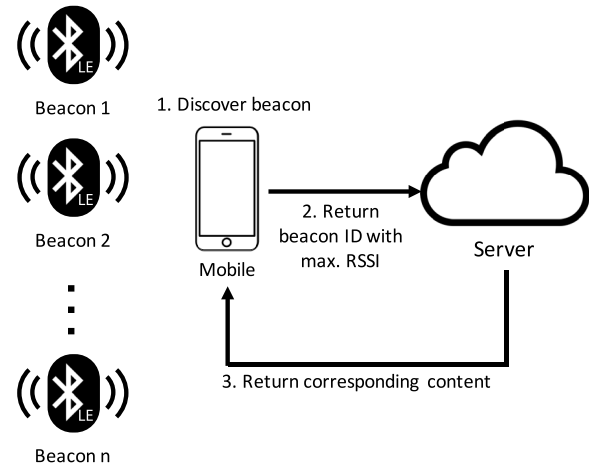 LE
Beacon 1
1. Discover beacon
LE
Beacon 2
2. Return
beacon ID with
max. RSSI
Server
Mobile
3. Return corresponding content
LE
Beacon n